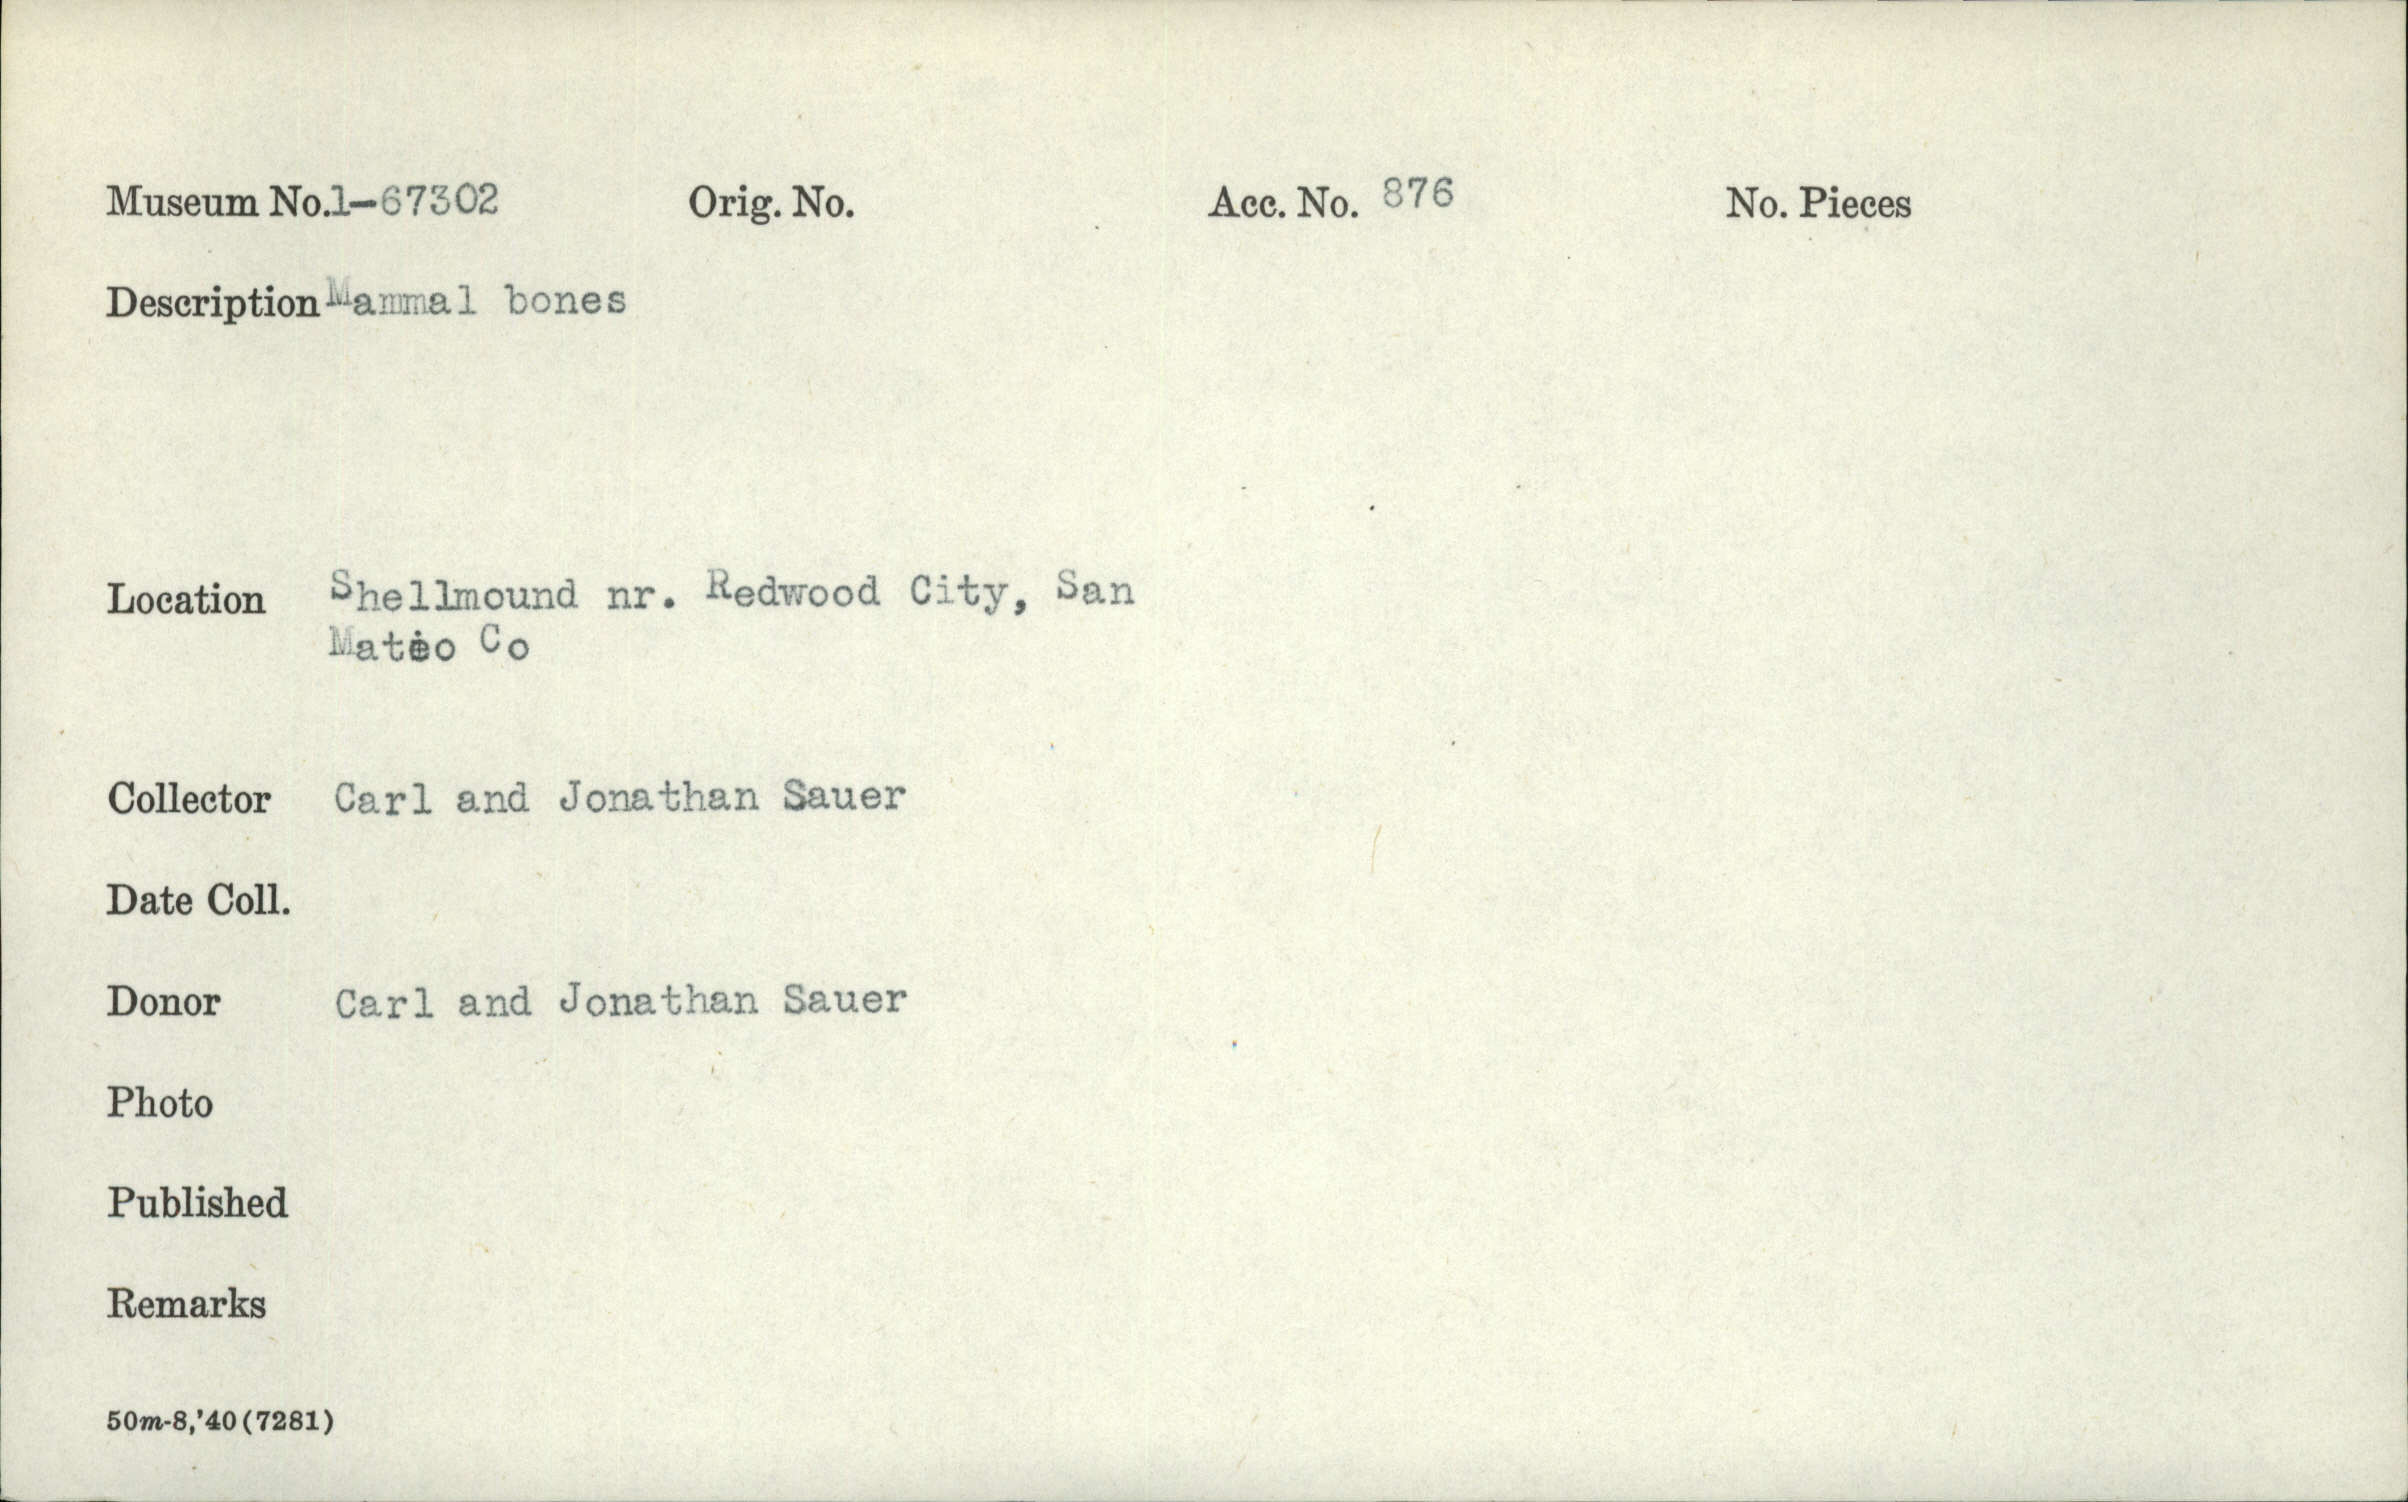 Museum No. 1-67302 Orig. No. Acc. No. 876 No. Pieces
Description Mammal bones
Location Shellmound nr. Redwood City, San
Mateo Co
Collector Carl and Jonathan Sauer
Date Coll.
Donor Carl and Jonathan Sauer
Photo
Published
Remarks
50m-8,'40(7281)